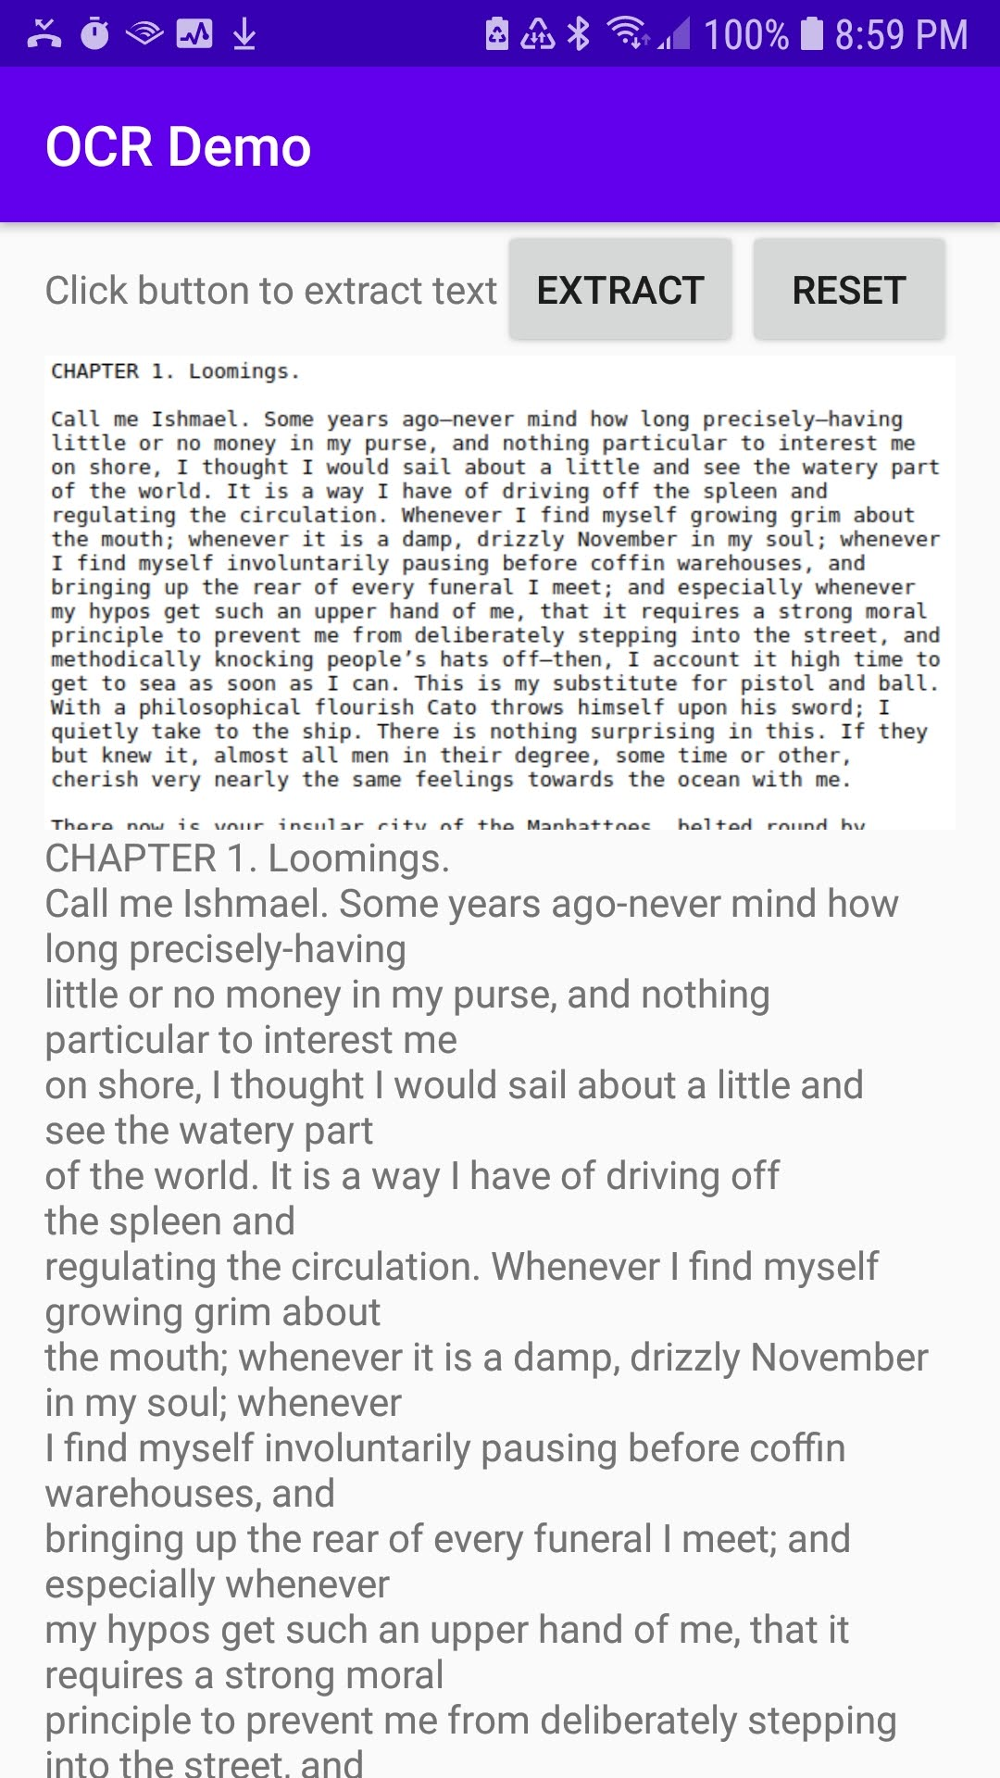 100% 8:59 PM
OCR Demo
Click button to extract text EXTRACT RESET
CHAPTER 1. Loomings.
Call me Ishmael. Some years ago—never mind how long precisely—having
little or no money in my purse, and nothing particular to interest me
on shore, I thought I would sail about a little and see the watery part
of the world. It is a way I have of driving off the spleen and
regulating the circulation. Whenever I find myself growing grim about
the mouth; whenever it is a damp, drizzly November in my soul; whenever
I find myself involuntarily pausing before coffin warehouses, and
bringing up the rear of every funeral I meet; and especially whenever
my hypos get such an upper hand of me, that it requires a strong moral
principle to prevent me from deliberately stepping into the street, and
methodically knocking people’s hats off—then, I account it high time to
get to sea as soon as I can. This is my substitute for pistol and ball.
With a philosophical flourish Cato throws himself upon his sword; I
quietly take to the ship. There is nothing surprising in this. If they
but knew it, almost all men in their degree, some time or other,
cherish very nearly the same feelings towards the ocean with me.
There now is your insular city of the Manhattoes, belted round by
CHAPTER 1. Loomings.
Call me Ishmael. Some years ago-never mind how
long precisely-having
little or no money in my purse, and nothing
particular to interest me
on shore, I thought I would sail about a little and
see the watery part
of the world. It is a way I have of driving off
the spleen and
regulating the circulation. Whenever I find myself
growing grim about
the mouth; whenever it is a damp, drizzly November
in my soul; whenever
I find myself involuntarily pausing before coffin
warehouses, and
bringing up the rear of every funeral I meet; and
especially whenever
my hypos get such an upper hand of me, that it
requires a strong moral
principle to prevent me from deliberately stepping
into the street, and